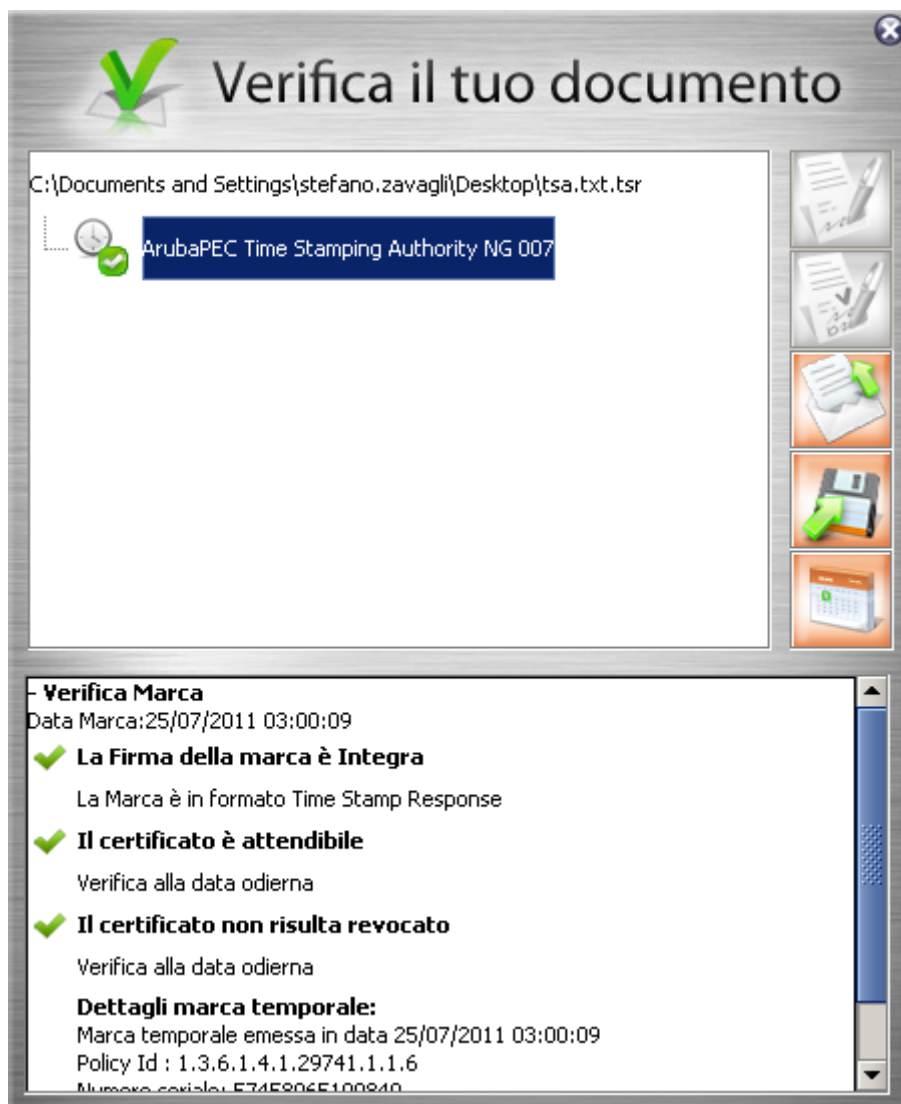 Verifica il tuo documento
C:\Documents and Settings\stefano.zavagli\Desktop\tsa.txt.tsr
ArubaPEC Time Stamping Authority NG 007
- Verifica Marca
Data Marca:25/07/2011 03:00:09
La Firma della marca è Integra
La Marca è in formato Time Stamp Response
Il certificato è attendibile
Verifica alla data odierna
Il certificato non risulta revocato
Verifica alla data odierna
Dettagli marca temporale:
Marca temporale emessa in data 25/07/2011 03:00:09
Policy Id : 1.3.6.1.4.1.29741.1.1.6
Numero seriale: